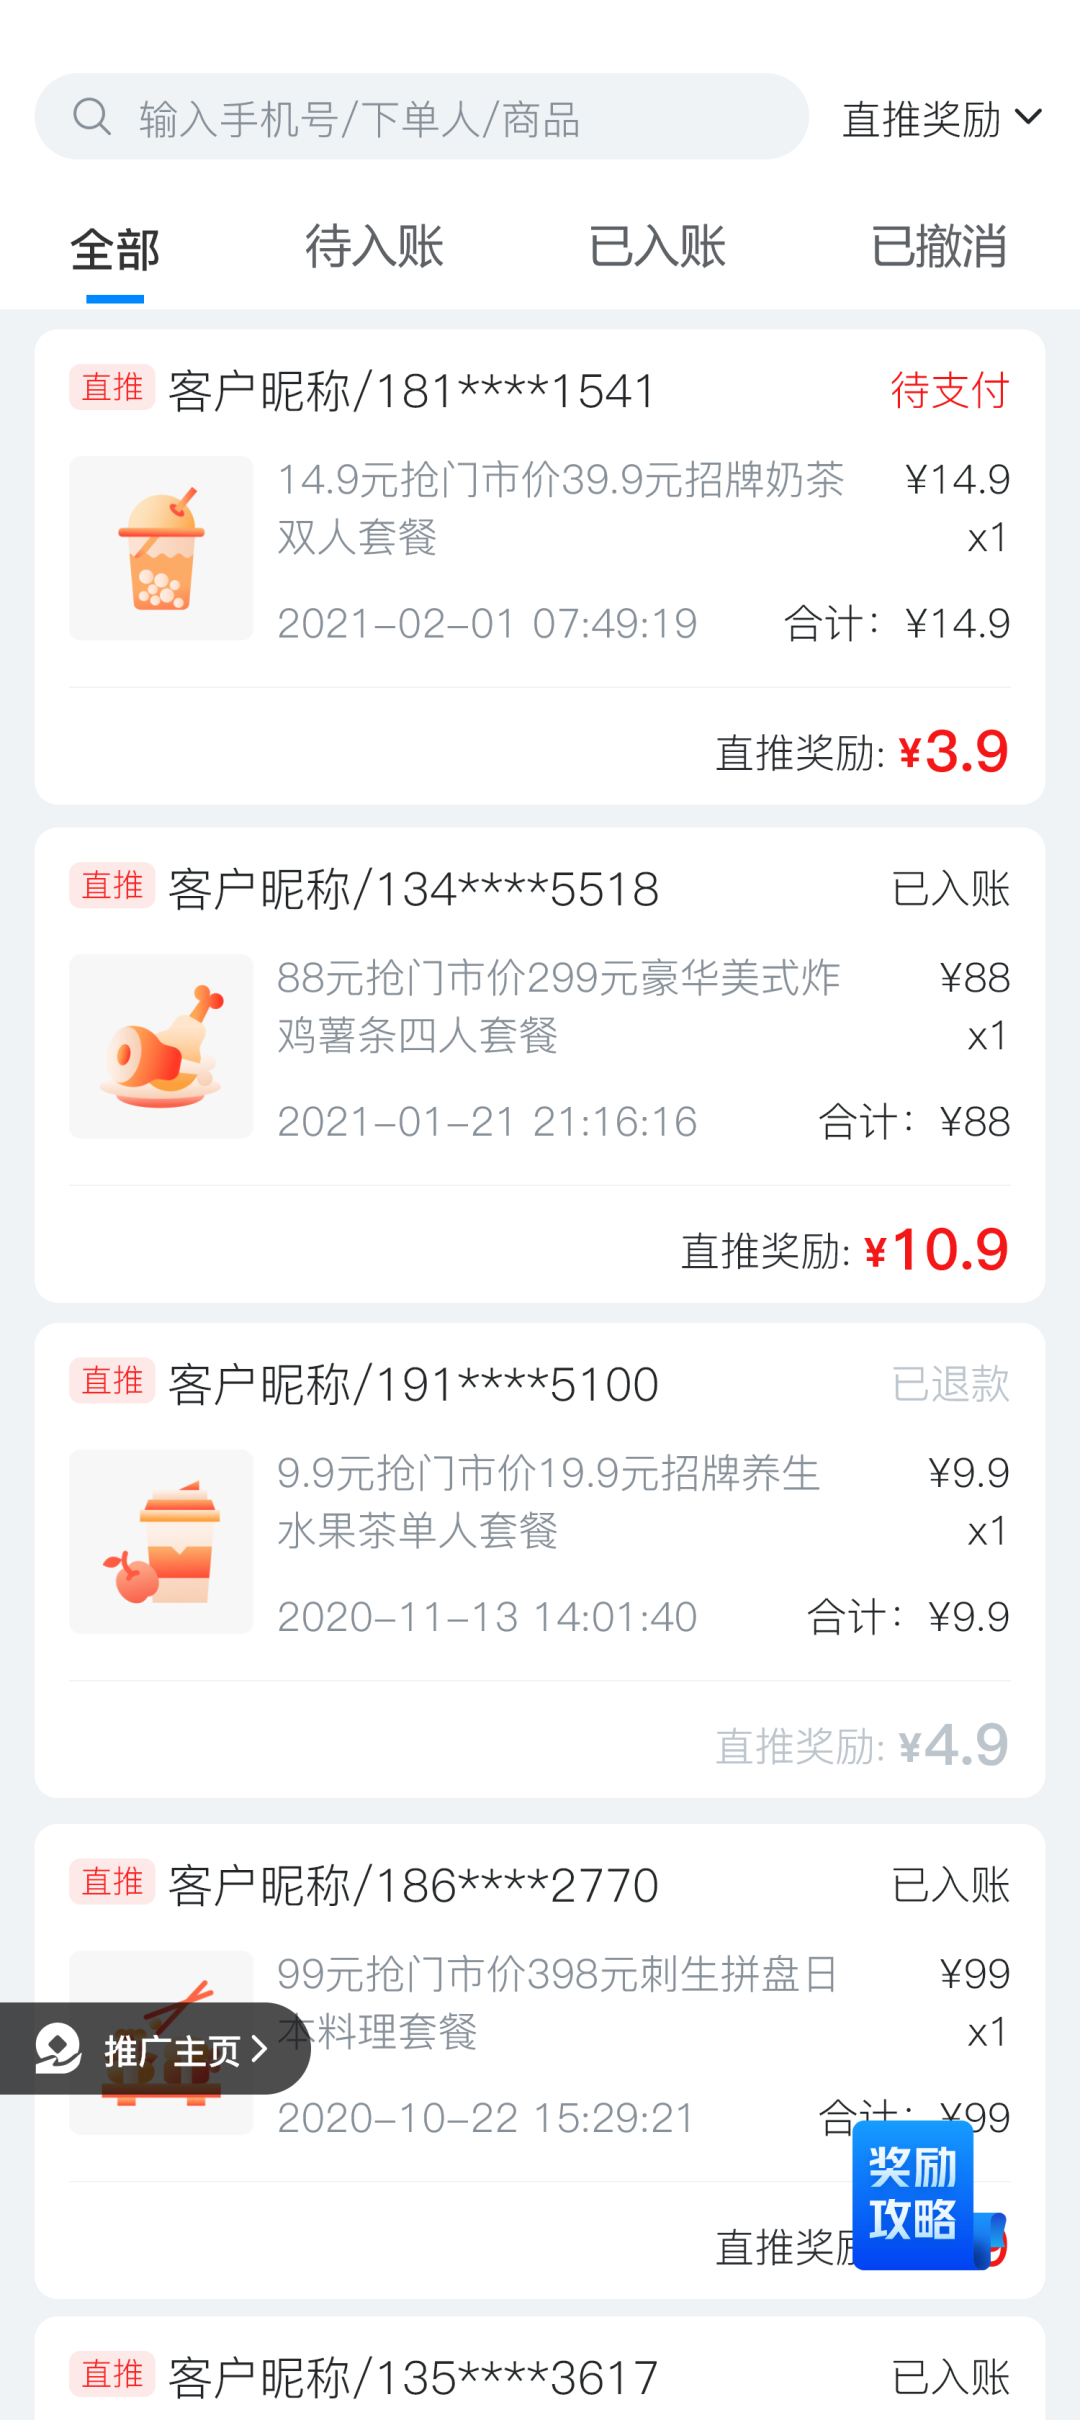 输入手机号/下单人/商品
直推奖励
全部 待入账 已入账 已撤消
直推 客户昵称/181****1541 待支付
14.9元抢门市价39.9元招牌奶茶 ¥14.9
双人套餐 x1
2021-02-01 07:49:19 合计：¥14.9
直推奖励: ¥3.9
直推 客户昵称/134****5518 已入账
88元抢门市价299元豪华美式炸 ¥88
鸡薯条四人套餐 x1
2021-01-21 21:16:16 合计：¥88
直推奖励: ¥10.9
直推 客户昵称/191****5100 已退款
9.9元抢门市价19.9元招牌养生 ¥9.9
水果茶单人套餐 x1
2020-11-13 14:01:40 合计：¥9.9
直推奖励: ¥4.9
直推 客户昵称/186****2770 已入账
99元抢门市价398元刺生拼盘日 ¥99
本料理套餐 x1
推广主页
2020-10-22 15:29:21 合计：¥99
奖励
攻略
直推奖励
直推 客户昵称/135****3617 已入账